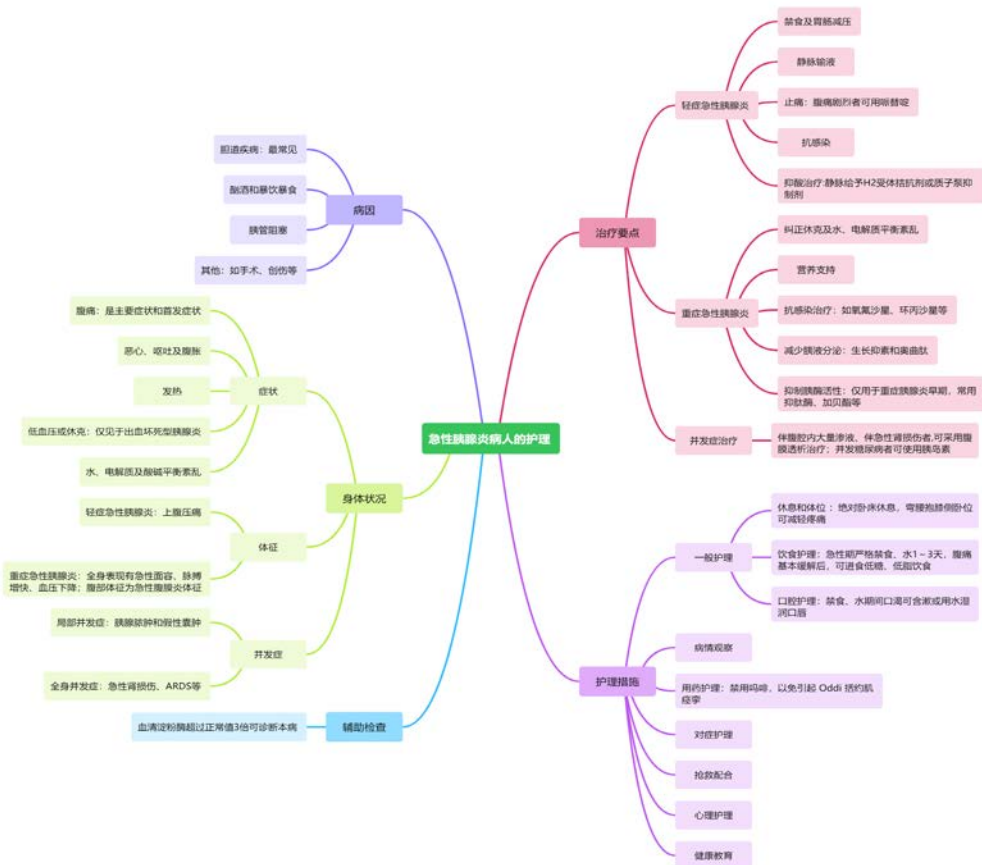 急性胰腺炎病人的护理
病因
胆道疾病：最常见
酗酒和暴饮暴食
胰管阻塞
其他：如手术、创伤等
身体状况
症状
腹痛：是主要症状和首发症状
恶心、呕吐及腹胀
发热
低血压或休克：仅见于出血坏死型胰腺炎
水、电解质及酸碱平衡紊乱
体征
轻症急性胰腺炎：上腹压痛
重症急性胰腺炎：全身表现有急性面容、脉搏
增快、血压下降；腹部体征为急性腹膜炎体征
并发症
局部并发症：胰腺脓肿和假性囊肿
全身并发症：急性肾损伤、ARDS等
辅助检查
血清淀粉酶超过正常值3倍可诊断本病
治疗要点
轻症急性胰腺炎
禁食及胃肠减压
静脉输液
止痛：腹痛剧烈者可用哌替啶
抗感染
抑酸治疗:静脉给予H2受体拮抗剂或质子泵抑
制剂
重症急性胰腺炎
纠正休克及水、电解质平衡紊乱
营养支持
抗感染治疗：如氧氟沙星、环丙沙星等
减少胰液分泌：生长抑素和奥曲肽
抑制胰酶活性：仅用于重症胰腺炎早期，常用
抑肽酶、加贝酯等
并发症治疗
伴腹腔内大量渗液、伴急性肾损伤者,可采用腹
膜透析治疗；并发糖尿病者可使用胰岛素
护理措施
一般护理
休息和体位： 绝对卧床休息，弯腰抱膝侧卧位
可减轻疼痛
饮食护理：急性期严格禁食、水1－3天，腹痛
基本缓解后，可进食低糖、低脂饮食
口腔护理：禁食、水期间口渴可含漱或用水湿
润口唇
病情观察
用药护理：禁用吗啡，以免引起 Oddi 括约肌
痉挛
对症护理
抢救配合
心理护理
健康教育